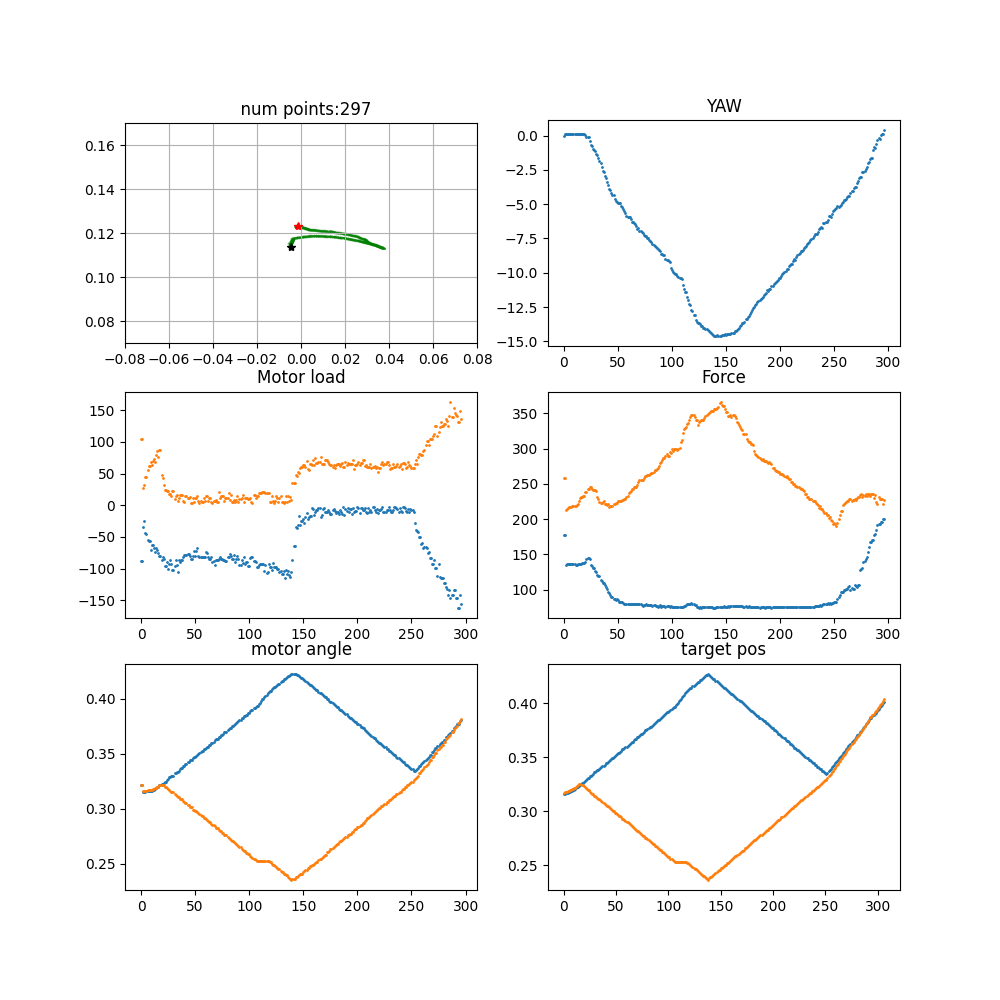 num points:297
YAW
0.16
0.14
0.12
0.10
0.08
−0.08 −0.06 −0.04 −0.02 0.00 0.02 0.04 0.06 0.08
0.0
−2.5
−5.0
−7.5
−10.0
−12.5
−15.0
0 50 100 150 200 250 300
Motor load
Force
150
100
50
0
−50
−100
−150
0 50 100 150 200 250 300
350
300
250
200
150
100
0 50 100 150 200 250 300
motor angle
target pos
0.40
0.35
0.30
0.25
0 50 100 150 200 250 300
0.40
0.35
0.30
0.25
0 50 100 150 200 250 300